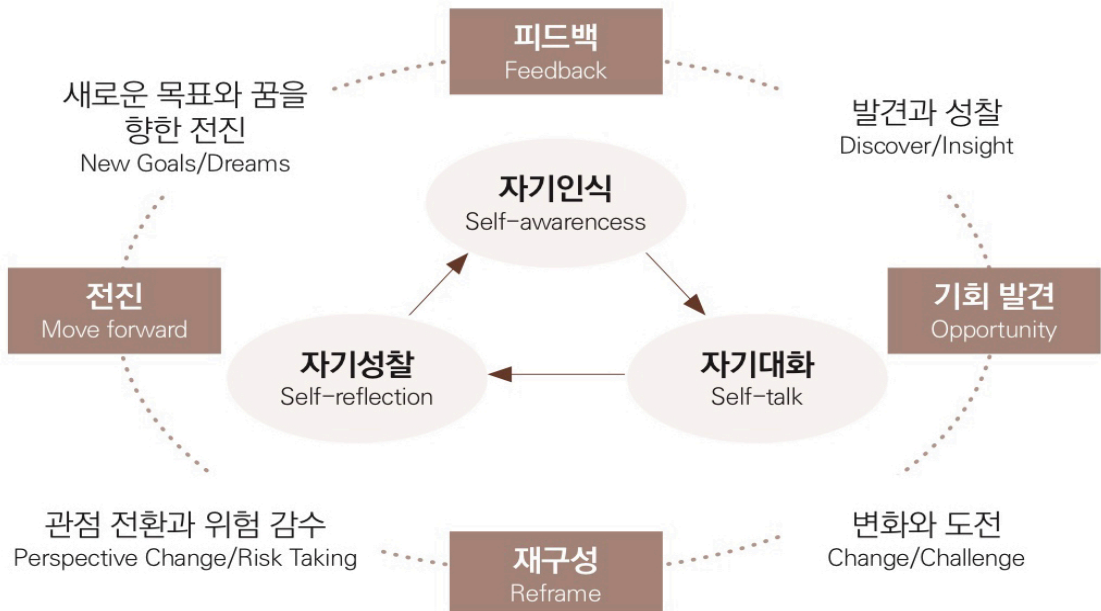 피드백
Feedback
새로운 목표와 꿈을
향한 전진
New Goals/Dreams
발견과 성찰
Discover/Insight
자기인식
Self-awarencess
전진
Move forward
기회 발견
Opportunity
자기성찰
Self-reflection
자기대화
Self-talk
관점 전환과 위험 감수
Perspective Change/Risk Taking
변화와 도전
Change/Challenge
재구성
Reframe